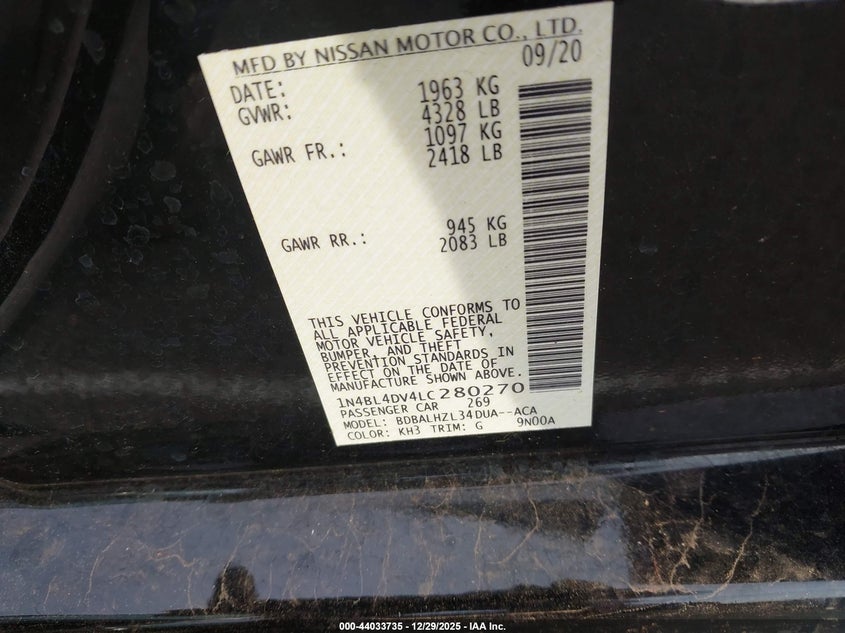 MFD BY NISSAN MOTOR CO., LTD.
DATE: 09/20
GVWR: 1963 KG
4328 LB
GAWR FR.: 1097 KG
2418 LB
GAWR RR.: 945 KG
2083 LB
THIS VEHICLE CONFORMS TO
ALL APPLICABLE FEDERAL
MOTOR VEHICLE SAFETY,
BUMPER, AND THEFT
PREVENTION STANDARDS IN
EFFECT ON THE DATE OF
MANUFACTURE SHOWN ABOVE.
1N4BL4DV4LC280270
PASSENGER CAR 269
MODEL: BDBALHZL34DUA--ACA
COLOR: KH3 TRIM: G 9N00A
000-44033735 - 12/29/2025 - IAA Inc.